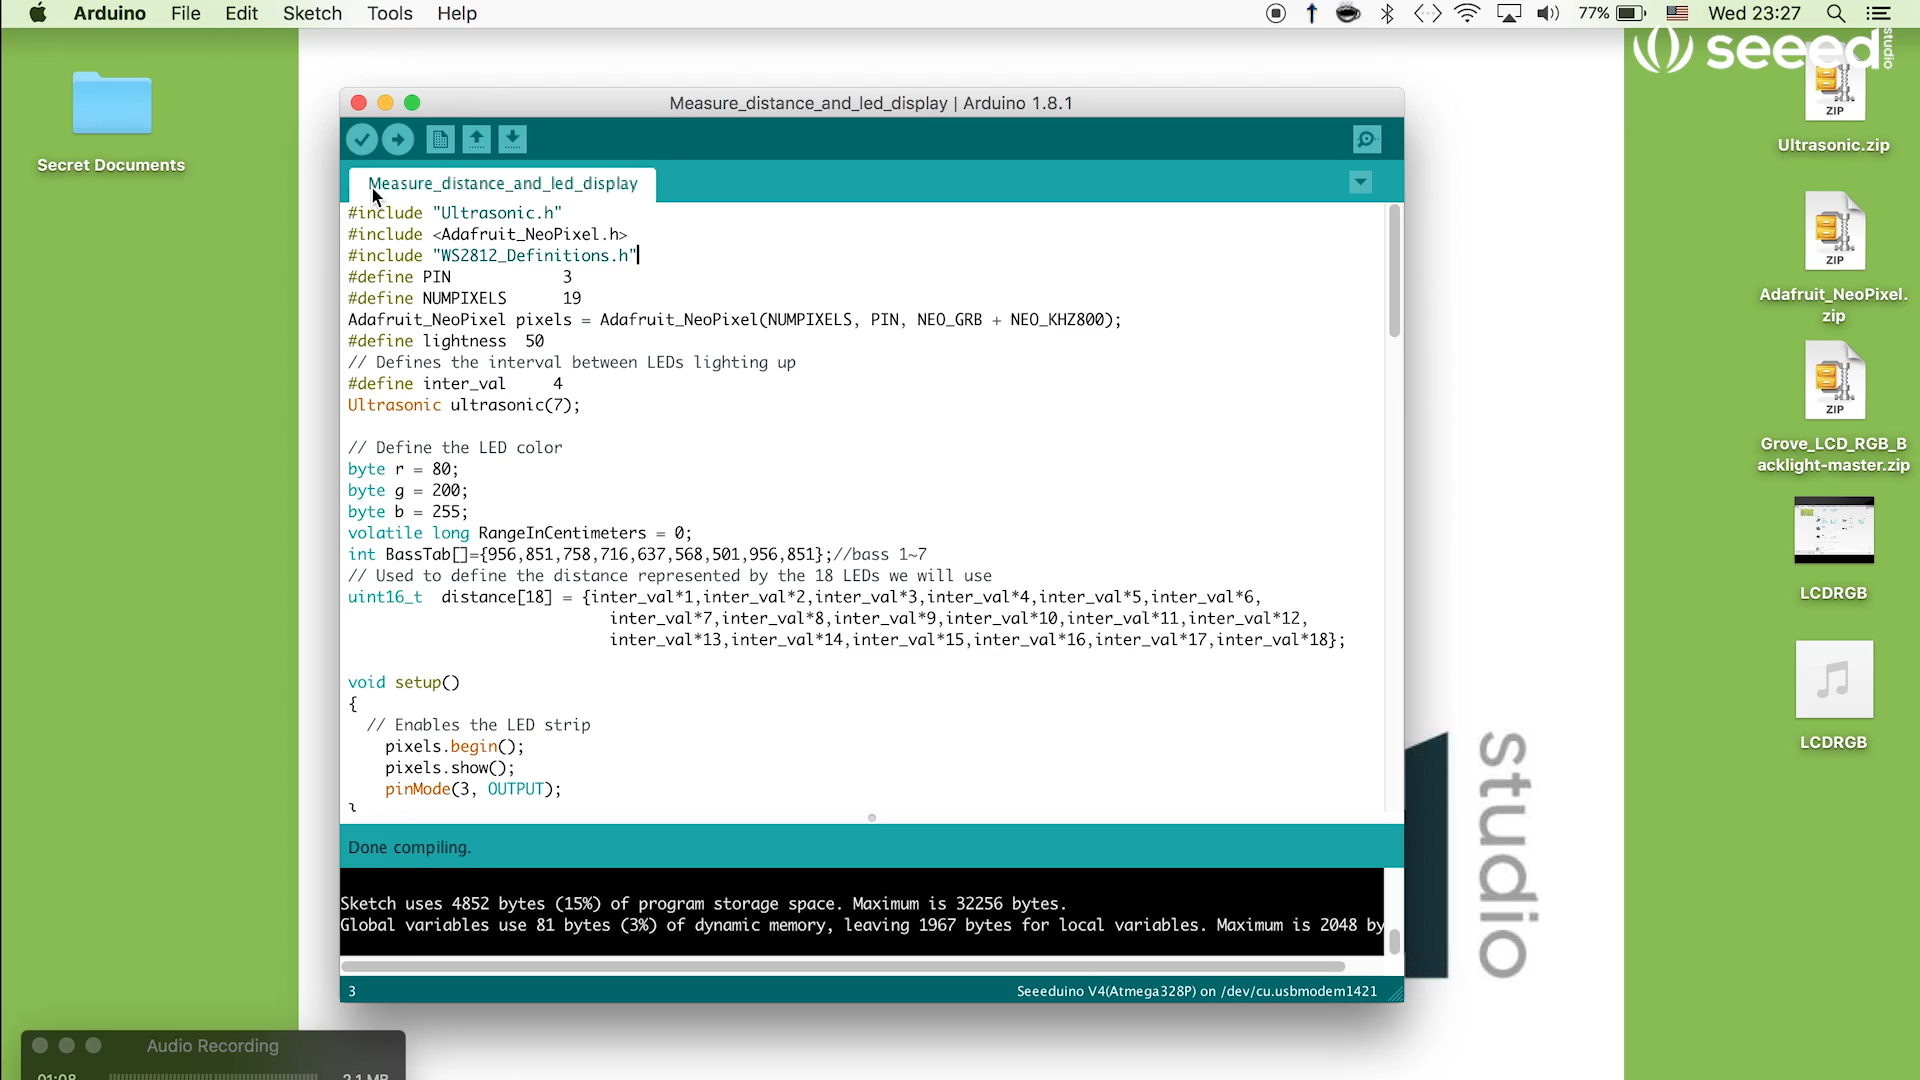 Arduino File Edit Sketch Tools Help
77% Wed 23:27
seeed studio
Secret Documents
Measure_distance_and_led_display | Arduino 1.8.1
Measure_distance_and_led_display
#include "Ultrasonic.h"
#include <Adafruit_NeoPixel.h>
#include "WS2812_Definitions.h"
#define PIN 3
#define NUMPIXELS 19
Adafruit_NeoPixel pixels = Adafruit_NeoPixel(NUMPIXELS, PIN, NEO_GRB + NEO_KHZ800);
#define lightness 50
// Defines the interval between LEDs lighting up
#define inter_val 4
Ultrasonic ultrasonic(7);
// Define the LED color
byte r = 80;
byte g = 200;
byte b = 255;
volatile long RangeInCentimeters = 0;
int BassTab[]={956,851,758,716,637,568,501,956,851};//bass 1~7
// Used to define the distance represented by the 18 LEDs we will use
uint16_t distance[18] = {inter_val*1,inter_val*2,inter_val*3,inter_val*4,inter_val*5,inter_val*6,
inter_val*7,inter_val*8,inter_val*9,inter_val*10,inter_val*11,inter_val*12,
inter_val*13,inter_val*14,inter_val*15,inter_val*16,inter_val*17,inter_val*18};
void setup()
{
// Enables the LED strip
pixels.begin();
pixels.show();
pinMode(3, OUTPUT);
}
Done compiling.
Sketch uses 4852 bytes (15%) of program storage space. Maximum is 32256 bytes.
Global variables use 81 bytes (3%) of dynamic memory, leaving 1967 bytes for local variables. Maximum is 2048 by
3
Seeeduino V4(Atmega328P) on /dev/cu.usbmodem1421
ZIP
Ultrasonic.zip
ZIP
Adafruit_NeoPixel.
zip
ZIP
Grove_LCD_RGB_B
acklight-master.zip
LCDRGB
LCDRGB
studio
Audio Recording
01:08
2.1 MB